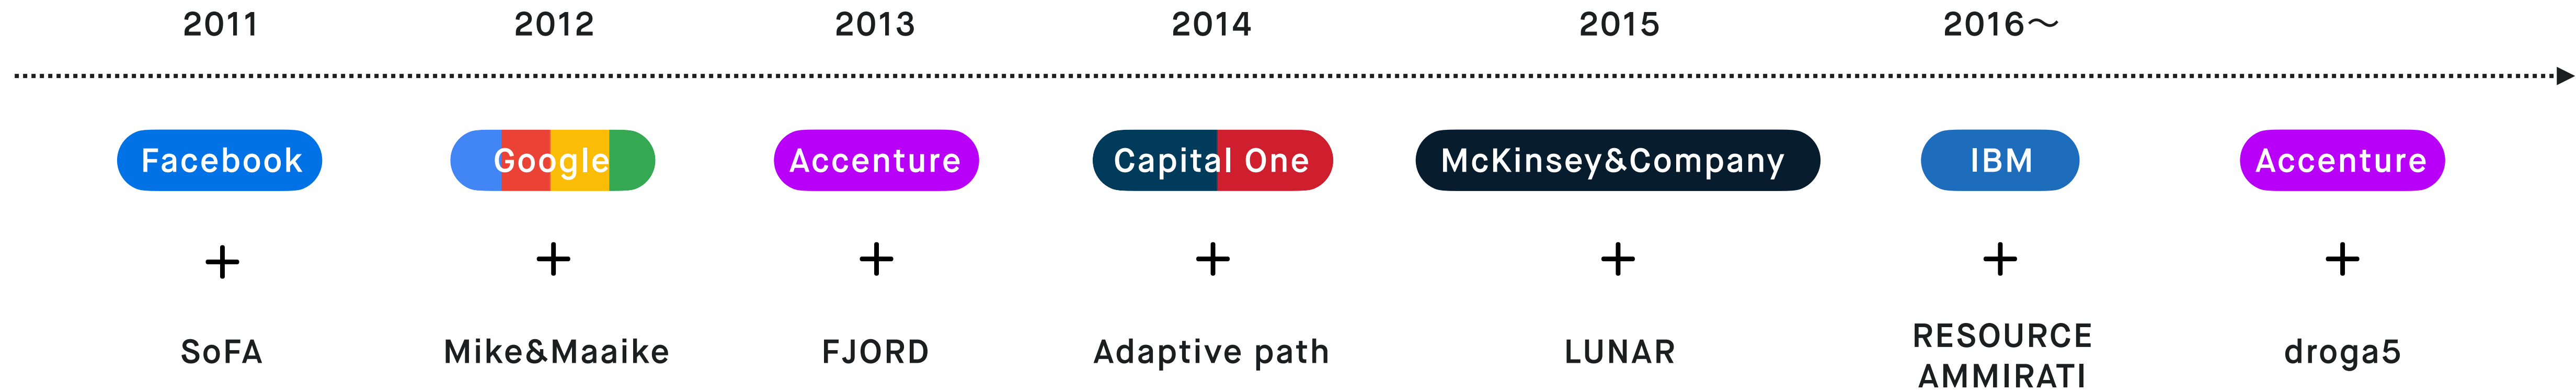 2011 2012 2013 2014 2015 2016～
Facebook Google Accenture Capital One McKinsey&Company IBM Accenture
+ + + + + + +
SoFA Mike&Maaike FJORD Adaptive path LUNAR RESOURCE droga5
AMMIRATI